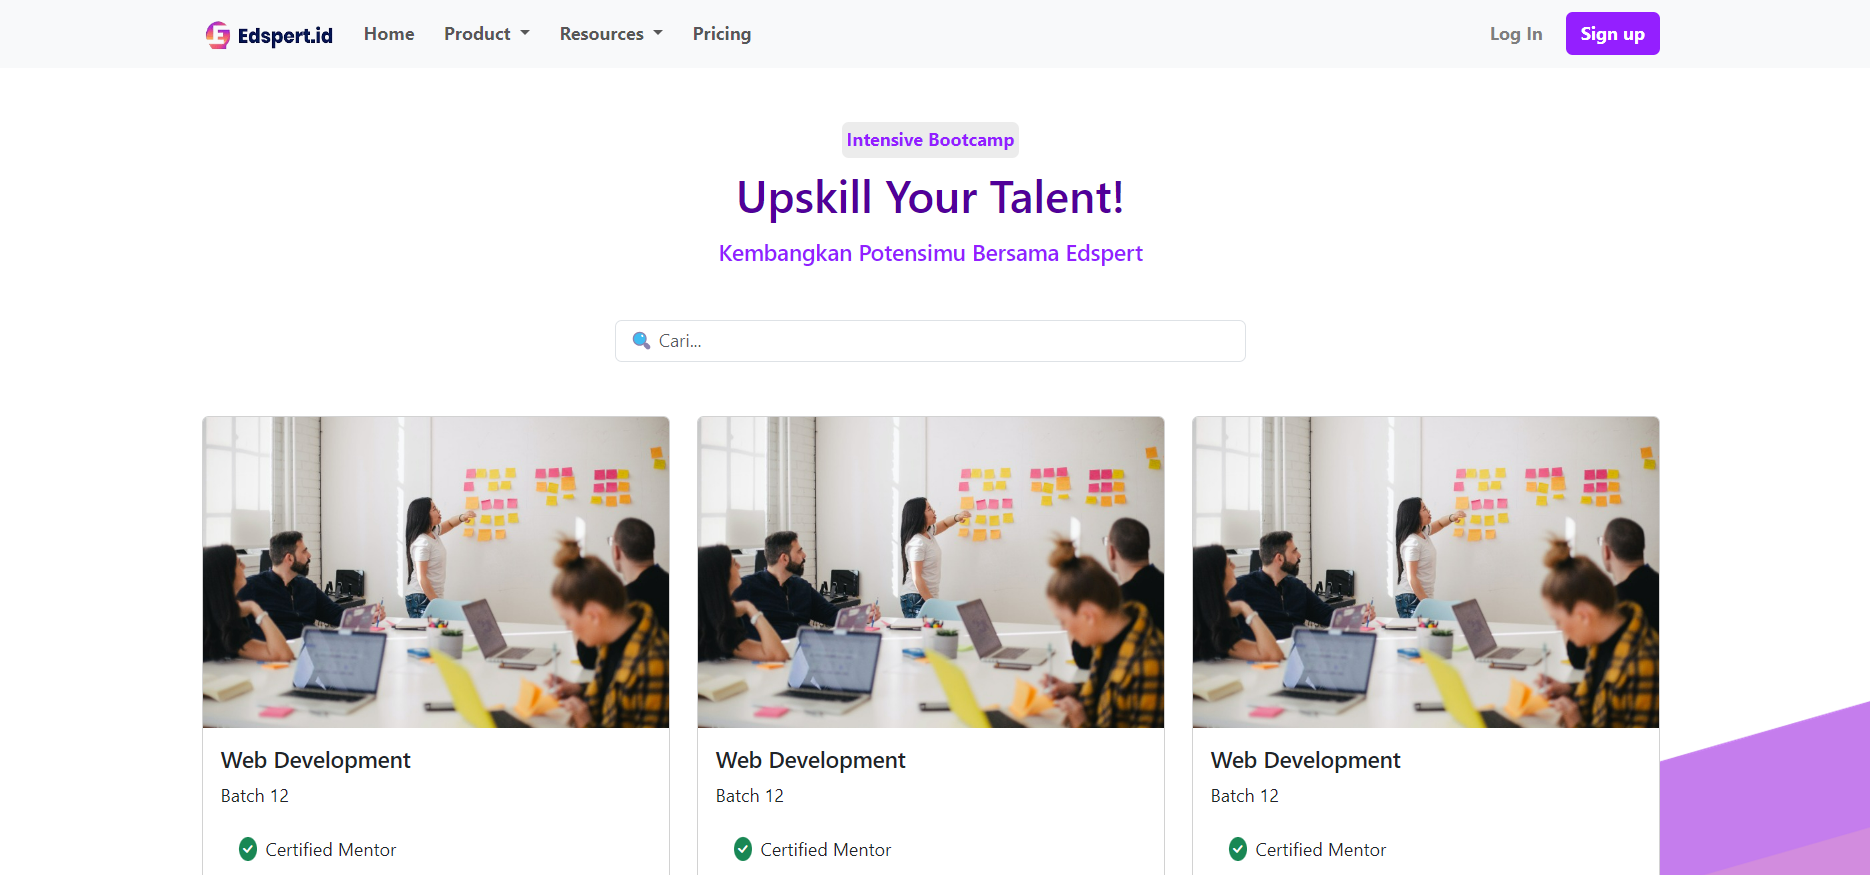 Edspert.id Home Product Resources Pricing Log In Sign up
Intensive Bootcamp
Upskill Your Talent!
Kembangkan Potensimu Bersama Edspert
Cari...
Web Development
Batch 12
Certified Mentor
Web Development
Batch 12
Certified Mentor
Web Development
Batch 12
Certified Mentor